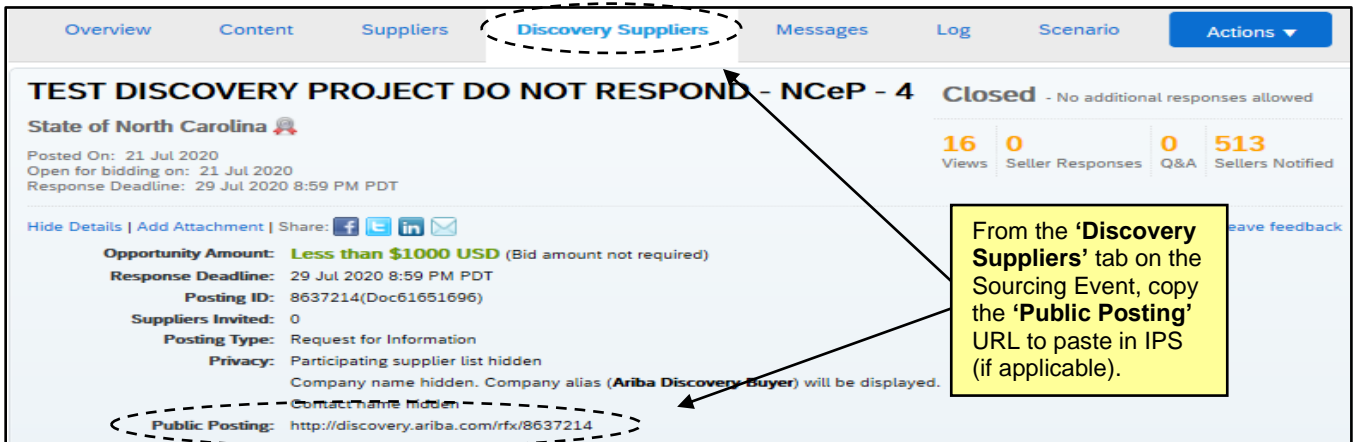 Overview Content Suppliers Discovery Suppliers Messages Log Scenario Actions ▼
TEST DISCOVERY PROJECT DO NOT RESPOND - NCeP - 4
Closed - No additional responses allowed
State of North Carolina
16 0 0 513
Views Seller Responses Q&A Sellers Notified
Posted On: 21 Jul 2020
Open for bidding on: 21 Jul 2020
Response Deadline: 29 Jul 2020 8:59 PM PDT
Hide Details | Add Attachment | Share:
eave feedback
Opportunity Amount: Less than $1000 USD (Bid amount not required)
Response Deadline: 29 Jul 2020 8:59 PM PDT
Posting ID: 8637214(Doc61651696)
Suppliers Invited: 0
Posting Type: Request for Information
Privacy: Participating supplier list hidden
Company name hidden. Company alias (Ariba Discovery Buyer) will be displayed.
Contact name hidden
Public Posting: http://discovery.ariba.com/rfx/8637214
From the ‘Discovery
Suppliers’ tab on the
Sourcing Event, copy
the ‘Public Posting’
URL to paste in IPS
(if applicable).